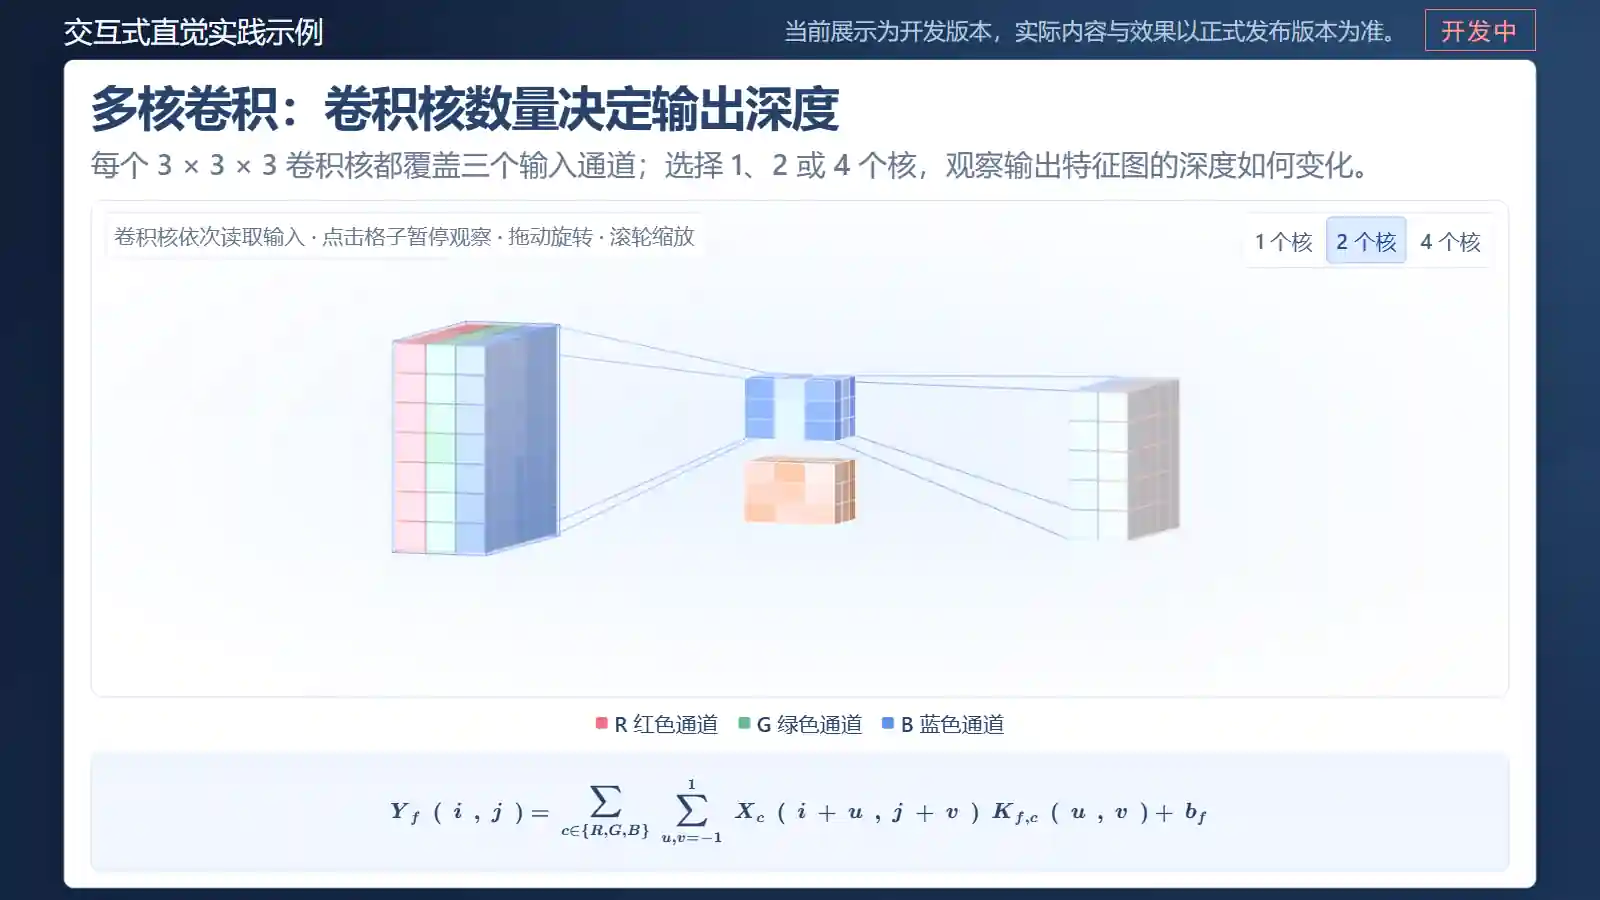 交互式直觉实践示例
当前展示为开发版本，实际内容与效果以正式发布版本为准。
开发中
多核卷积：卷积核数量决定输出深度
每个 3 × 3 × 3 卷积核都覆盖三个输入通道；选择 1、2 或 4 个核，观察输出特征图的深度如何变化。
卷积核依次读取输入 · 点击格子暂停观察 · 拖动旋转 · 滚轮缩放
1 个核 2 个核 4 个核
R 红色通道 G 绿色通道 B 蓝色通道
Y_f ( i , j ) = ∑_{c∈{R,G,B}} ∑_{u,v=−1}^{1} X_c ( i + u , j + v ) K_{f,c} ( u , v ) + b_f